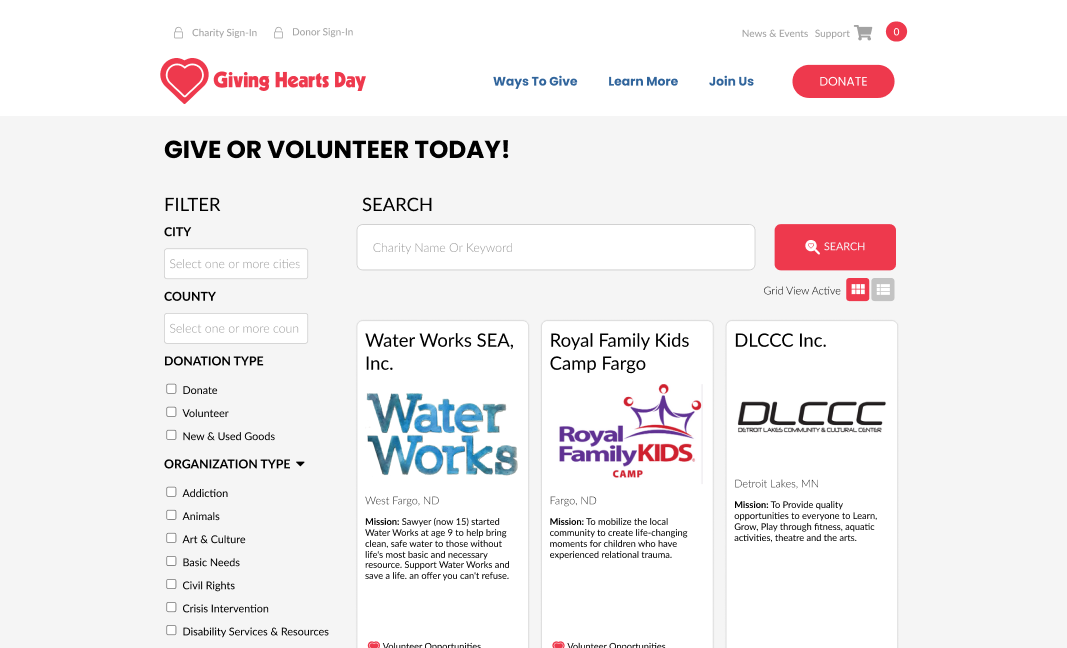 Charity Sign-In
Donor Sign-In
News & Events
Support
0
Giving Hearts Day
Ways To Give
Learn More
Join Us
DONATE
GIVE OR VOLUNTEER TODAY!
FILTER
CITY
Select one or more cities
COUNTY
Select one or more coun
DONATION TYPE
Donate
Volunteer
New & Used Goods
ORGANIZATION TYPE
Addiction
Animals
Art & Culture
Basic Needs
Civil Rights
Crisis Intervention
Disability Services & Resources
SEARCH
Charity Name Or Keyword
SEARCH
Grid View Active
Water Works SEA,
Inc.
Water
Works
West Fargo, ND
Mission: Sawyer (now 15) started
Water Works at age 9 to help bring
clean, safe water to those without
life's most basic and necessary
resource. Support Water Works and
save a life. an offer you can't refuse.
Volunteer Opportunities
Royal Family Kids
Camp Fargo
Royal
Family KIDS
CAMP
Fargo, ND
Mission: To mobilize the local
community to create life-changing
moments for children who have
experienced relational trauma.
Volunteer Opportunities
DLCCC Inc.
DLCCC
DETROIT LAKES COMMUNITY & CULTURAL CENTER
Detroit Lakes, MN
Mission: To Provide quality
opportunities to everyone to Learn,
Grow, Play through fitness, aquatic
activities, theatre and the arts.